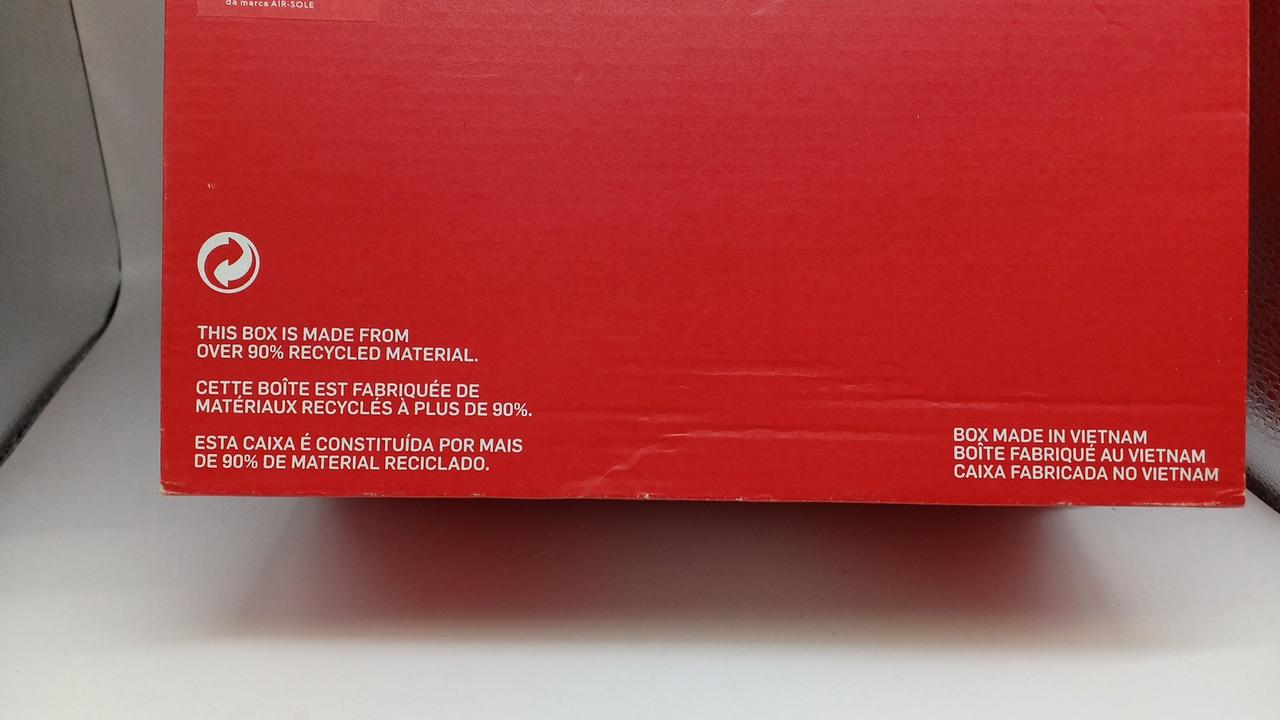 da marca AIR-SOLE
THIS BOX IS MADE FROM
OVER 90% RECYCLED MATERIAL.
CETTE BOÎTE EST FABRIQUÉE DE
MATÉRIAUX RECYCLÉS À PLUS DE 90%.
ESTA CAIXA É CONSTITUÍDA POR MAIS
DE 90% DE MATERIAL RECICLADO.
BOX MADE IN VIETNAM
BOÎTE FABRIQUÉ AU VIETNAM
CAIXA FABRICADA NO VIETNAM